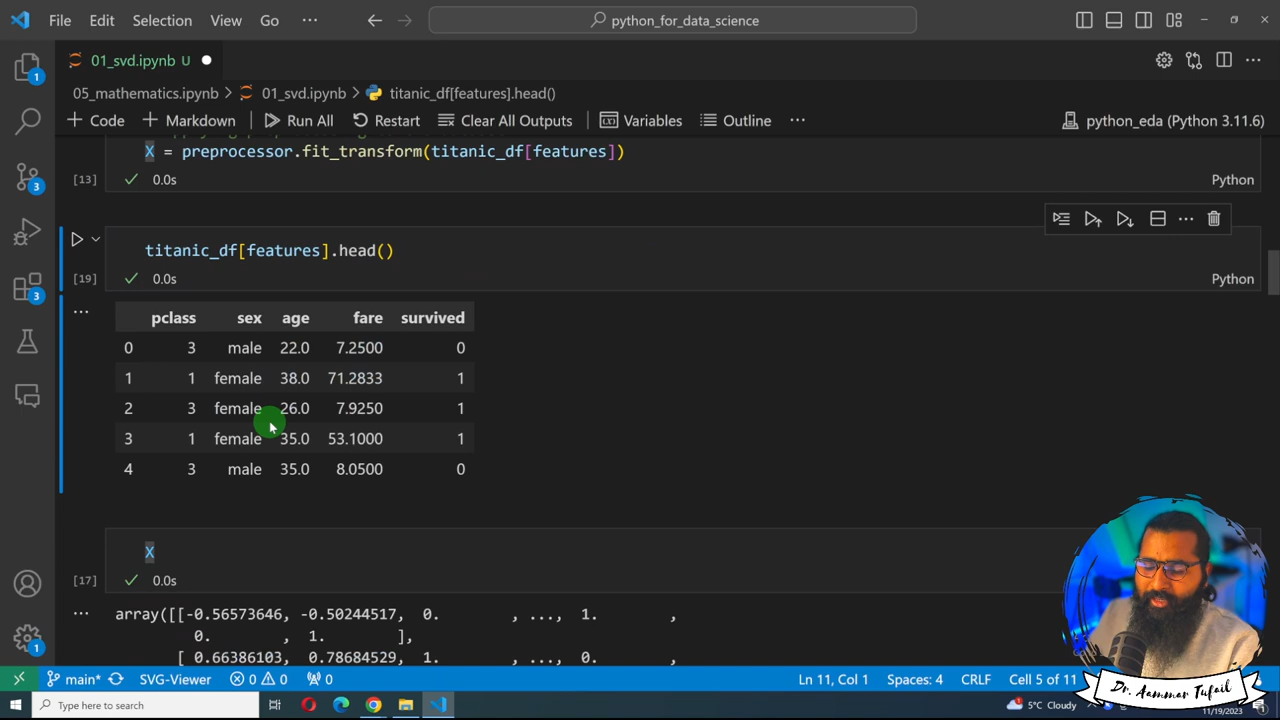 File Edit Selection View Go ··· python_for_data_science
01_svd.ipynb U
05_mathematics.ipynb > 01_svd.ipynb > titanic_df[features].head()
+ Code + Markdown Run All Restart Clear All Outputs Variables Outline ··· python_eda (Python 3.11.6)
X = preprocessor.fit_transform(titanic_df[features])
[13] ✓ 0.0s Python
titanic_df[features].head()
[19] ✓ 0.0s Python
pclass sex age fare survived
0 3 male 22.0 7.2500 0
1 1 female 38.0 71.2833 1
2 3 female 26.0 7.9250 1
3 1 female 35.0 53.1000 1
4 3 male 35.0 8.0500 0
X
[17] ✓ 0.0s
array([[-0.56573646, -0.50244517, 0. , ..., 1. ,
0. , 1. ],
[ 0.66386103, 0.78684529, 1. , ..., 0. ,
1
3
3
1
Dr. Aammar Tufail
main* SVG-Viewer 0 0 0 Ln 11, Col 1 Spaces: 4 CRLF Cell 5 of 11
Type here to search 5°C Cloudy 11/19/2023